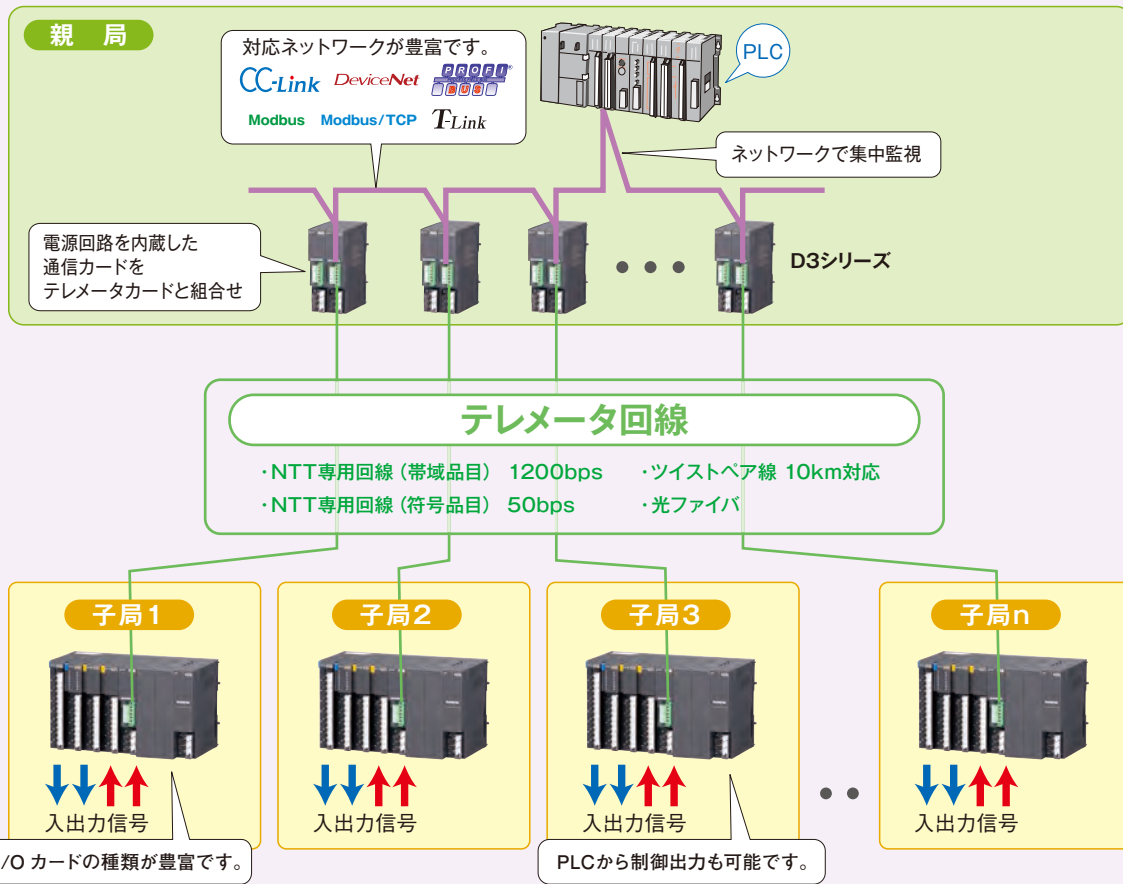 親 局
対応ネットワークが豊富です。
CC-Link DeviceNet PROFI BUS
Modbus Modbus/TCP T-Link
PLC
ネットワークで集中監視
電源回路を内蔵した
通信カードを
テレメータカードと組合せ
D3シリーズ
テレメータ回線
・NTT専用回線（帯域品目） 1200bps
・NTT専用回線（符号品目） 50bps
・ツイストペア線 10km対応
・光ファイバ
子局1
子局2
子局3
子局n
入出力信号
入出力信号
入出力信号
入出力信号
/O カードの種類が豊富です。
PLCから制御出力も可能です。